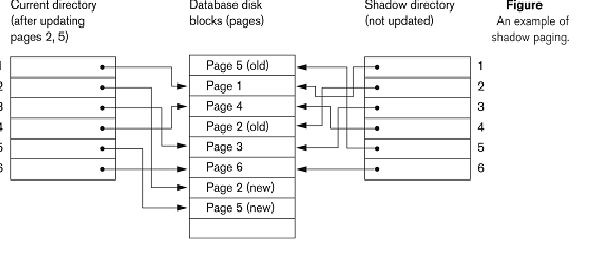 Current directory
(after updating
pages 2, 5)
Database disk
blocks (pages)
Shadow directory
(not updated)
Figure
An example of
shadow paging.
1
2
3
4
5
6
Page 5 (old)
Page 1
Page 4
Page 2 (old)
Page 3
Page 6
Page 2 (new)
Page 5 (new)
1
2
3
4
5
6